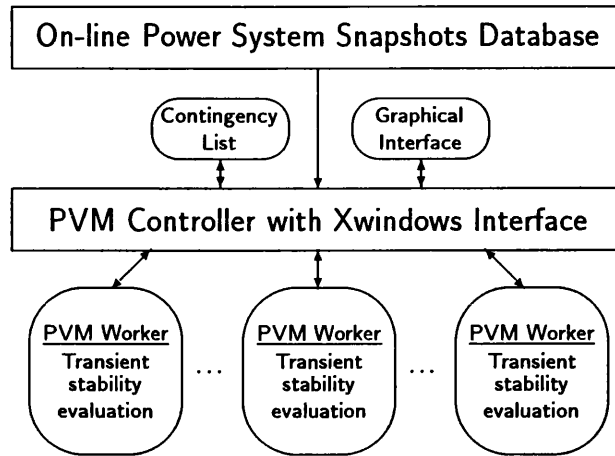 On-line Power System Snapshots Database
Contingency
List
Graphical
Interface
PVM Controller with Xwindows Interface
PVM Worker
Transient
stability
evaluation
...
PVM Worker
Transient
stability
evaluation
...
PVM Worker
Transient
stability
evaluation